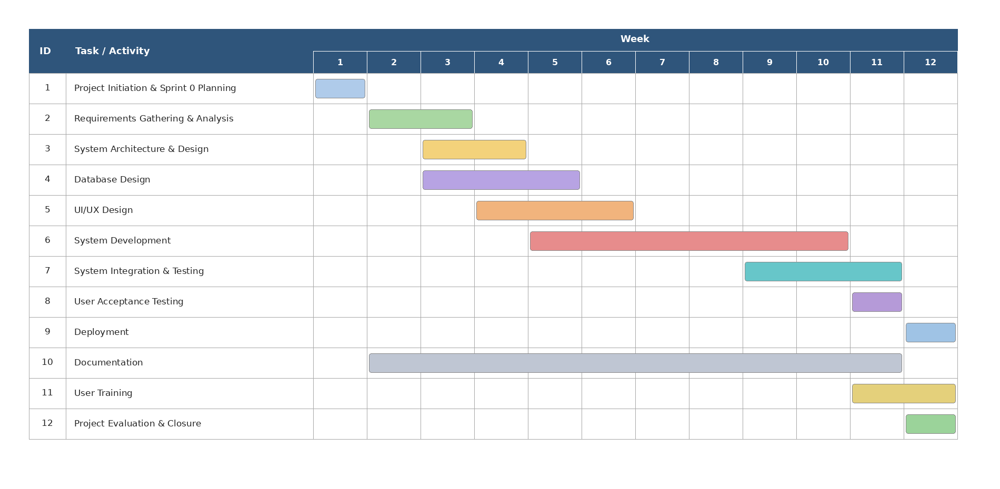 Week
ID Task / Activity
1 2 3 4 5 6 7 8 9 10 11 12
1 Project Initiation & Sprint 0 Planning
2 Requirements Gathering & Analysis
3 System Architecture & Design
4 Database Design
5 UI/UX Design
6 System Development
7 System Integration & Testing
8 User Acceptance Testing
9 Deployment
10 Documentation
11 User Training
12 Project Evaluation & Closure